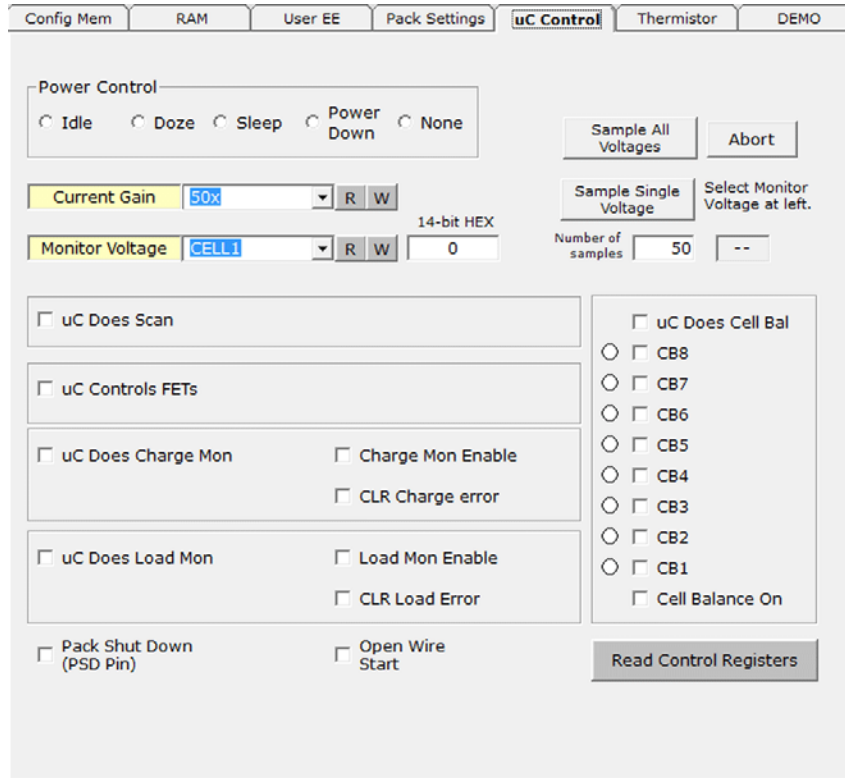 Config Mem
RAM
User EE
Pack Settings
uC Control
Thermistor
DEMO
Power Control
Idle
Doze
Sleep
Power
Down
None
Sample All
Voltages
Abort
Current Gain
50x
R
W
Sample Single
Voltage
Select Monitor
Voltage at left.
14-bit HEX
Monitor Voltage
CELL1
R
W
0
Number of
samples
50
--
uC Does Scan
uC Controls FETs
uC Does Charge Mon
Charge Mon Enable
CLR Charge error
uC Does Load Mon
Load Mon Enable
CLR Load Error
Pack Shut Down
(PSD Pin)
Open Wire
Start
uC Does Cell Bal
CB8
CB7
CB6
CB5
CB4
CB3
CB2
CB1
Cell Balance On
Read Control Registers